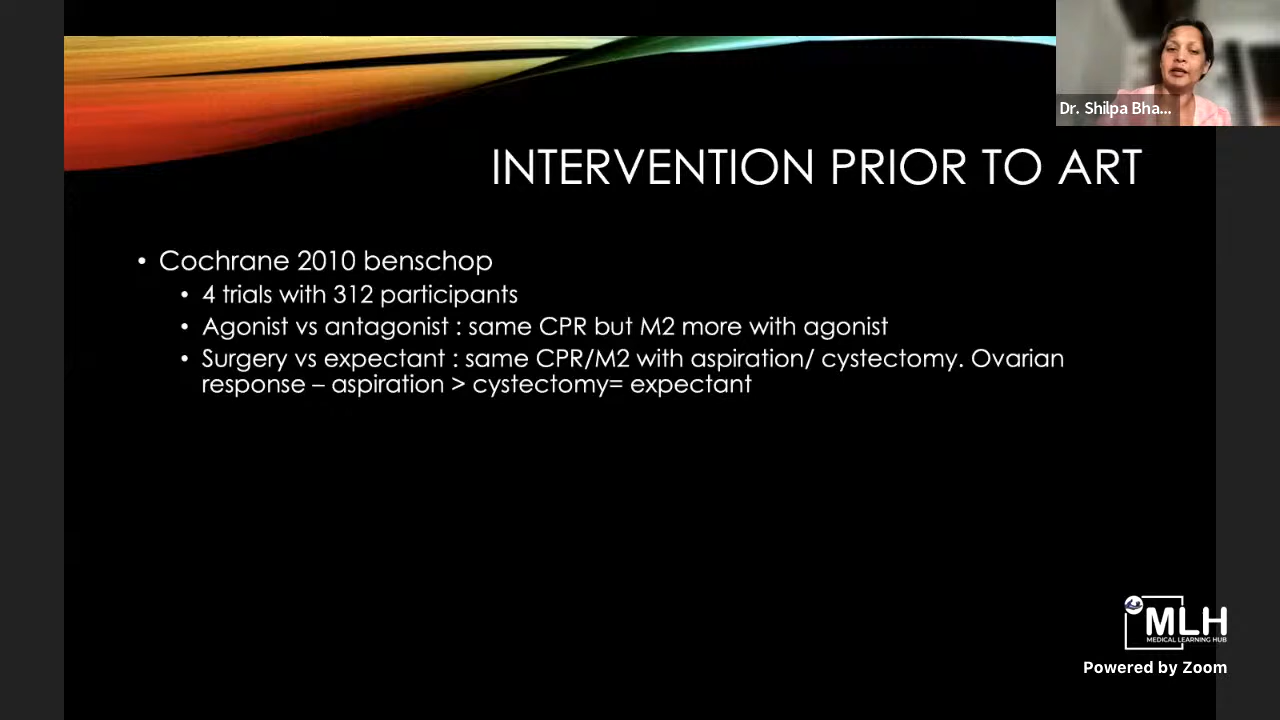 Dr. Shilpa Bha...
INTERVENTION PRIOR TO ART
• Cochrane 2010 benschop
• 4 trials with 312 participants
• Agonist vs antagonist : same CPR but M2 more with agonist
• Surgery vs expectant : same CPR/M2 with aspiration/ cystectomy. Ovarian
response – aspiration > cystectomy= expectant
MLH
MEDICAL LEARNING HUB
Powered by Zoom